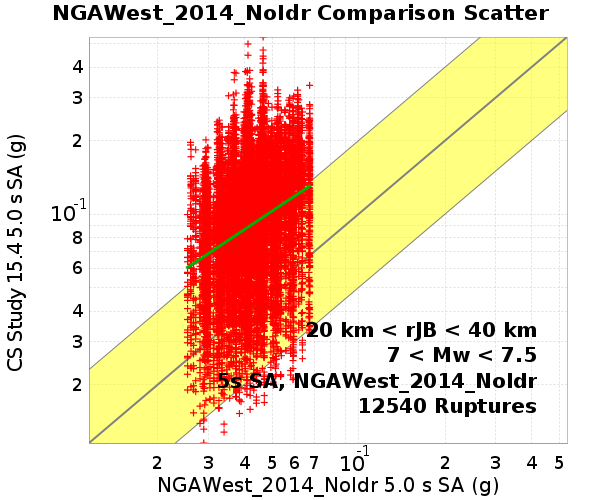 NGAWest_2014_NoIdr Comparison Scatter
CS Study 15.4 5.0 s SA (g)
4
3
2
10^-1
8
6
4
3
2
20 km < rJB < 40 km
7 < Mw < 7.5
5s SA, NGAWest_2014_NoIdr
12540 Ruptures
2 3 4 5 6 7 10^-1 2 3 4 5
NGAWest_2014_NoIdr 5.0 s SA (g)